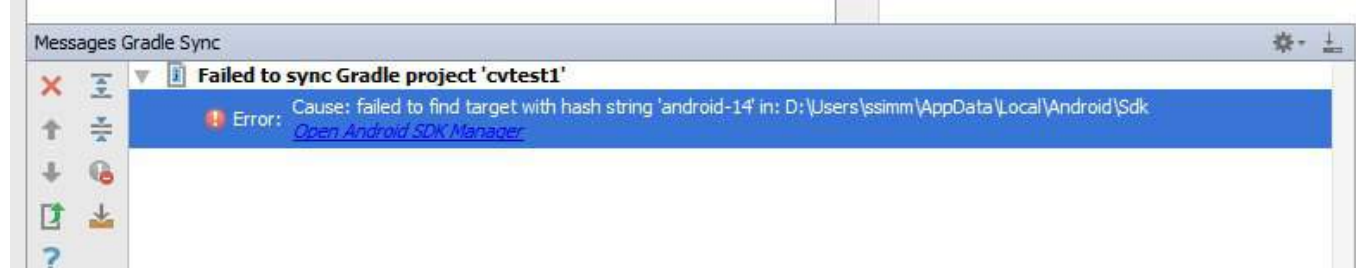 Messages Gradle Sync
Failed to sync Gradle project 'cvtest1'
Error: Cause: failed to find target with hash string 'android-14' in: D:\Users\ssimm\AppData\Local\Android\Sdk
Open Android SDK Manager